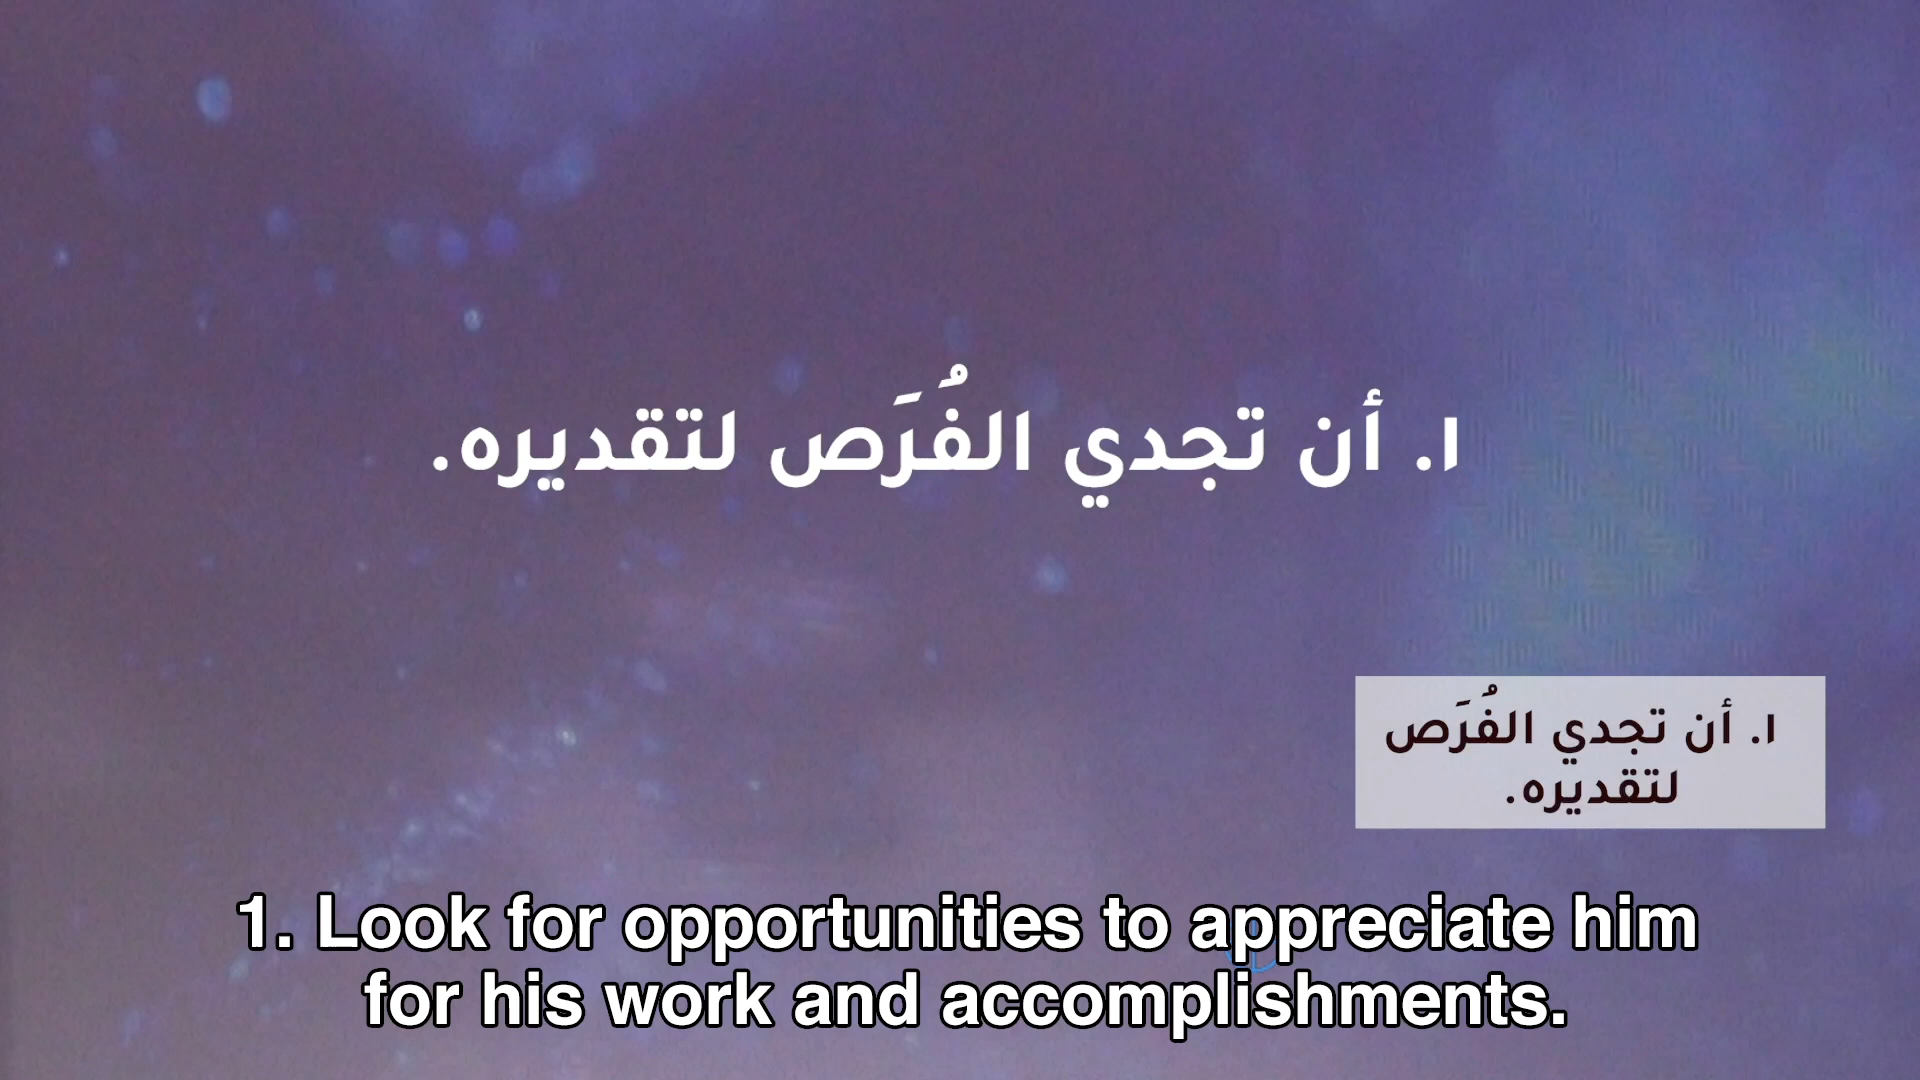 ١. أن تجدي الفُرَص لتقديره.
١. أن تجدي الفُرَص
لتقديره.
1. Look for opportunities to appreciate him
for his work and accomplishments.